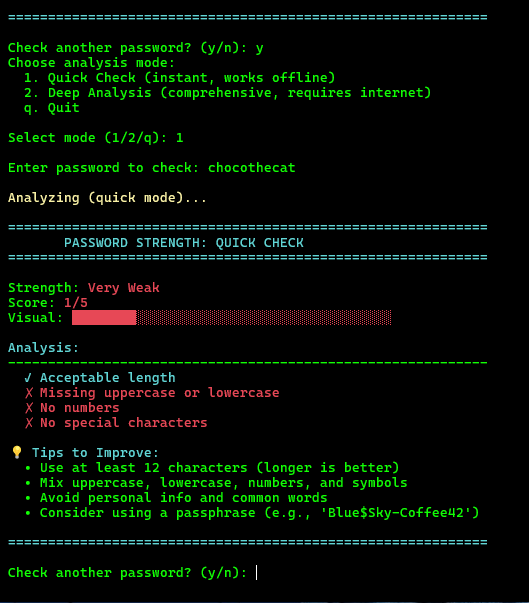 ============================================================
Check another password? (y/n): y
Choose analysis mode:
  1. Quick Check (instant, works offline)
  2. Deep Analysis (comprehensive, requires internet)
  q. Quit
Select mode (1/2/q): 1
Enter password to check: chocothecat
Analyzing (quick mode)...
============================================================
       PASSWORD STRENGTH: QUICK CHECK
============================================================
Strength: Very Weak
Score: 1/5
Visual: ████████░░░░░░░░░░░░░░░░░░░░░░░░░░░░░░░░
Analysis:
------------------------------------------------------------
  √ Acceptable length
  ✗ Missing uppercase or lowercase
  ✗ No numbers
  ✗ No special characters
💡 Tips to Improve:
  • Use at least 12 characters (longer is better)
  • Mix uppercase, lowercase, numbers, and symbols
  • Avoid personal info and common words
  • Consider using a passphrase (e.g., 'Blue$Sky-Coffee42')
============================================================
Check another password? (y/n):